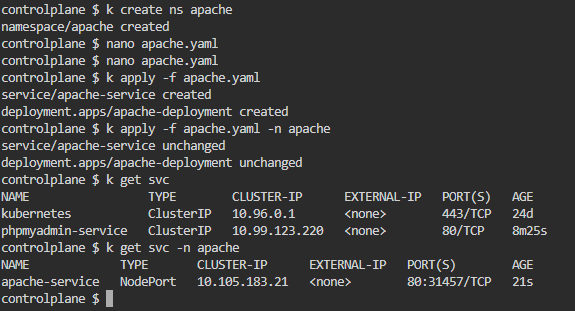 controlplane $ k create ns apache
namespace/apache created
controlplane $ nano apache.yaml
controlplane $ nano apache.yaml
controlplane $ k apply -f apache.yaml
service/apache-service created
deployment.apps/apache-deployment created
controlplane $ k apply -f apache.yaml -n apache
service/apache-service unchanged
deployment.apps/apache-deployment unchanged
controlplane $ k get svc
NAME                 TYPE        CLUSTER-IP      EXTERNAL-IP   PORT(S)   AGE
kubernetes           ClusterIP   10.96.0.1       <none>        443/TCP   24d
phpmyadmin-service   ClusterIP   10.99.123.220   <none>        80/TCP    8m25s
controlplane $ k get svc -n apache
NAME             TYPE       CLUSTER-IP      EXTERNAL-IP   PORT(S)        AGE
apache-service   NodePort   10.105.183.21   <none>        80:31457/TCP   21s
controlplane $